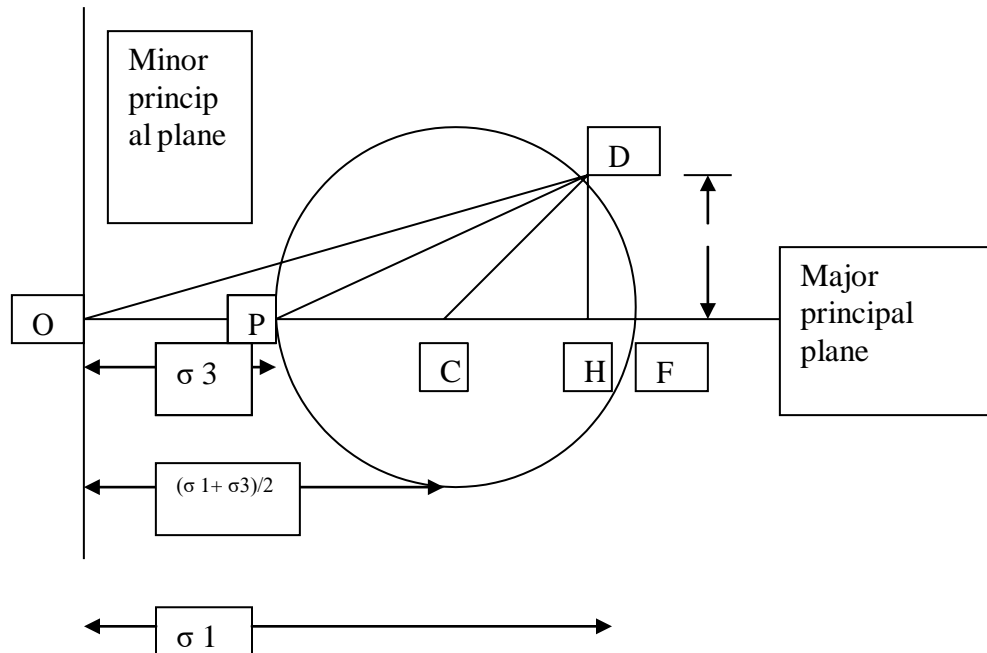 Minor
princip
al plane
D
Major
principal
plane
O
P
C
H
F
σ 3
(σ 1+ σ3)/2
σ 1